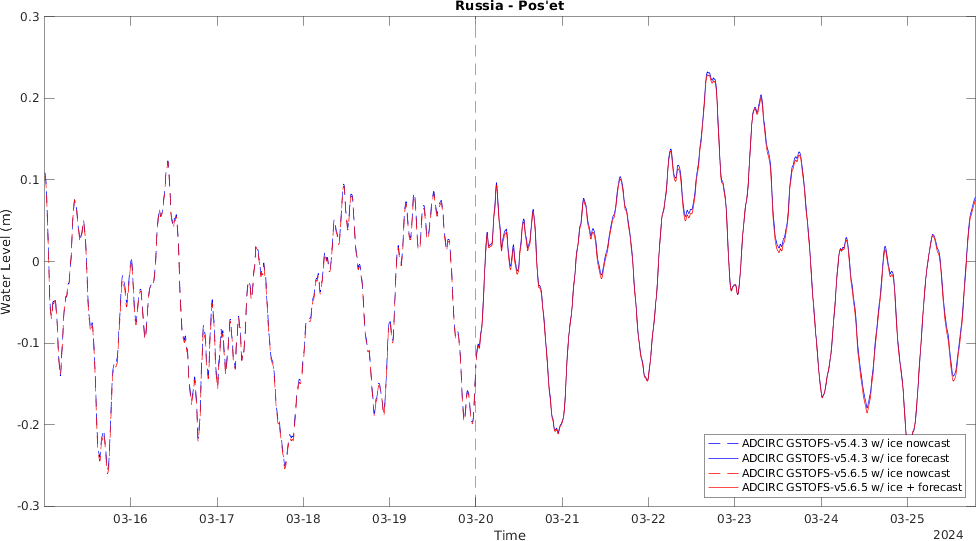 Russia - Pos'et
0.3
0.2
0.1
0
-0.1
-0.2
-0.3
Water Level (m)
ADCIRC GSTOFS-v5.4.3 w/ ice nowcast
ADCIRC GSTOFS-v5.4.3 w/ ice forecast
ADCIRC GSTOFS-v5.6.5 w/ ice nowcast
ADCIRC GSTOFS-v5.6.5 w/ ice + forecast
03-16 03-17 03-18 03-19 03-20 03-21 03-22 03-23 03-24 03-25
Time
2024